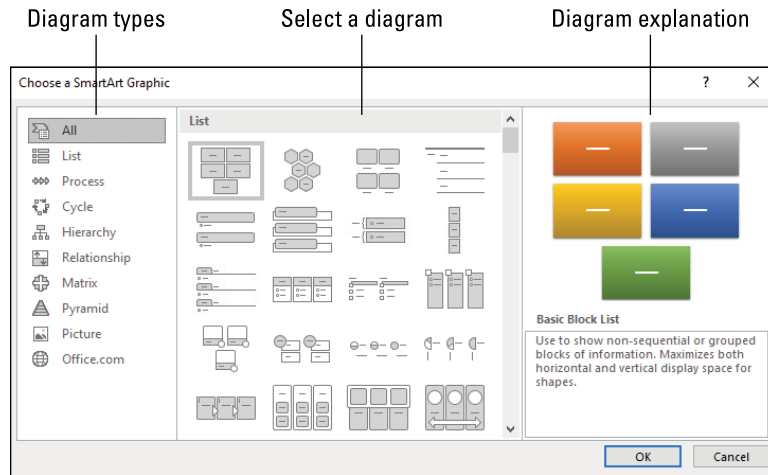 Diagram types
Select a diagram
Diagram explanation
Choose a SmartArt Graphic
?
All
List
Process
Cycle
Hierarchy
Relationship
Matrix
Pyramid
Picture
Office.com
List
Basic Block List
Use to show non-sequential or grouped
blocks of information. Maximizes both
horizontal and vertical display space for
shapes.
OK
Cancel